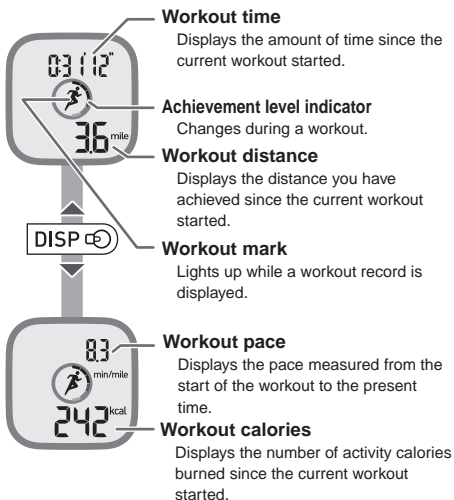 Workout time
Displays the amount of time since the
current workout started.
03 1'12"
Achievement level indicator
Changes during a workout.
3.6 mile
Workout distance
Displays the distance you have
achieved since the current workout
started.
DISP
Workout mark
Lights up while a workout record is
displayed.
8.3
min/mile
Workout pace
Displays the pace measured from the
start of the workout to the present
time.
242 kcal
Workout calories
Displays the number of activity calories
burned since the current workout
started.